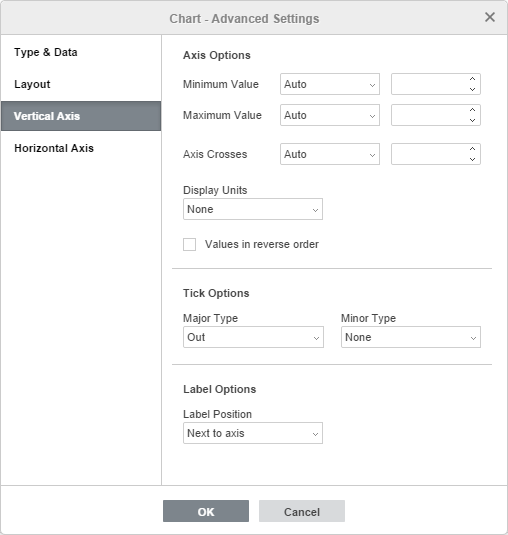 Chart - Advanced Settings
Type & Data
Layout
Vertical Axis
Horizontal Axis
Axis Options
Minimum Value Auto
Maximum Value Auto
Axis Crosses Auto
Display Units
None
Values in reverse order
Tick Options
Major Type Minor Type
Out None
Label Options
Label Position
Next to axis
OK Cancel